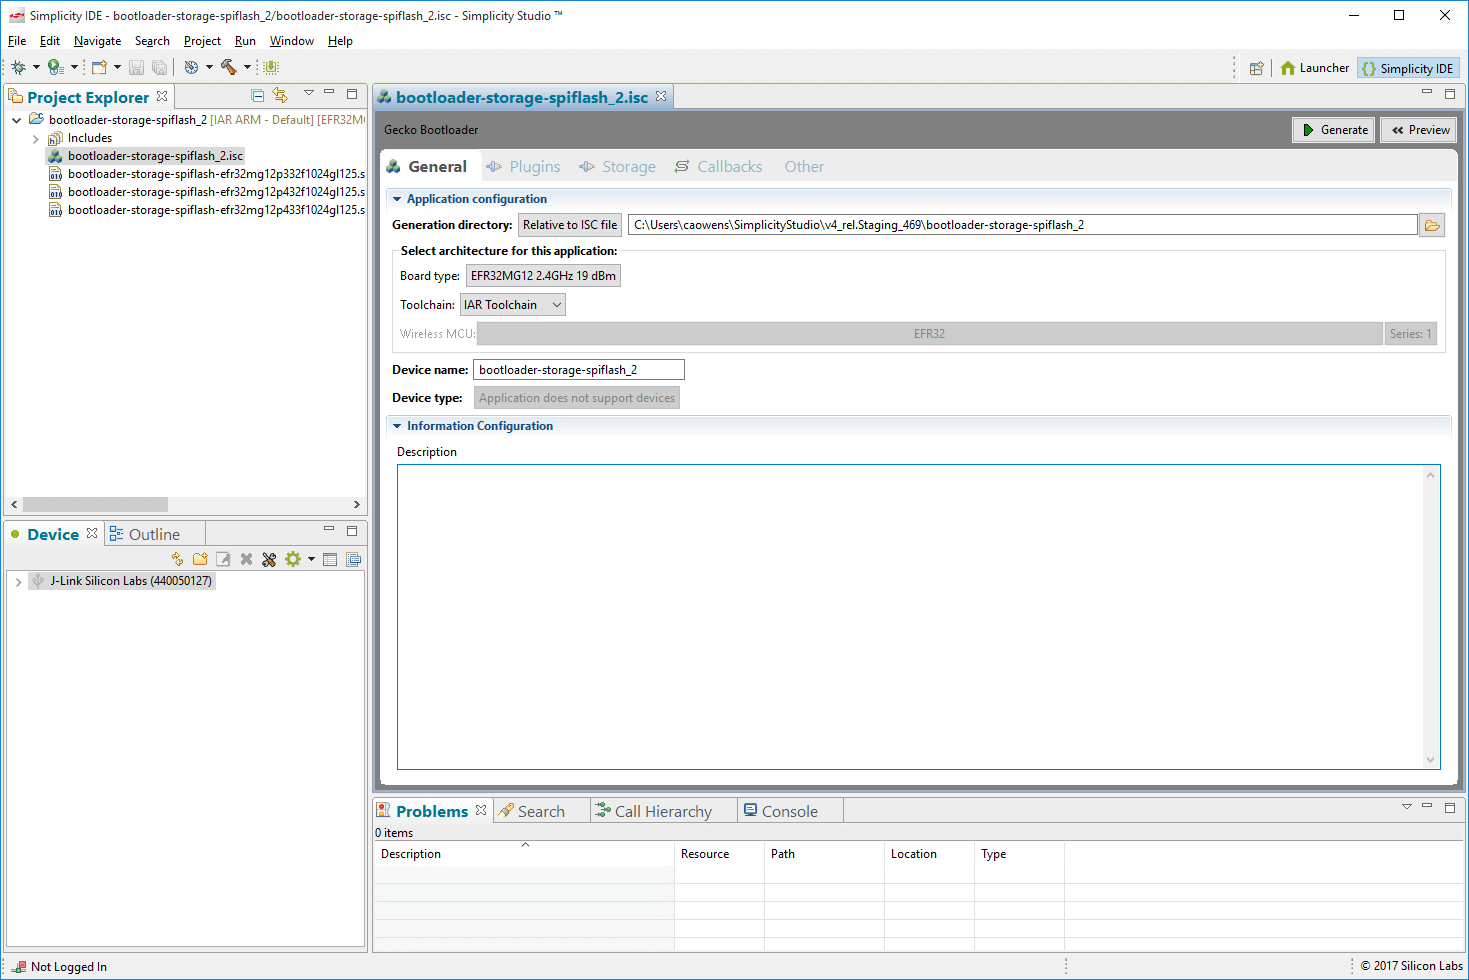 Simplicity IDE - bootloader-storage-spiflash_2/bootloader-storage-spiflash_2.isc - Simplicity Studio ™
File Edit Navigate Search Project Run Window Help
Launcher Simplicity IDE
Project Explorer
bootloader-storage-spiflash_2 [IAR ARM - Default] [EFR32M
Includes
bootloader-storage-spiflash_2.isc
bootloader-storage-spiflash-efr32mg12p332f1024gl125.s
bootloader-storage-spiflash-efr32mg12p432f1024gl125.s
bootloader-storage-spiflash-efr32mg12p433f1024gl125.s
Device Outline
J-Link Silicon Labs (440050127)
bootloader-storage-spiflash_2.isc
Gecko Bootloader
Generate Preview
General Plugins Storage Callbacks Other
Application configuration
Generation directory: Relative to ISC file C:\Users\caowens\SimplicityStudio\v4_rel.Staging_469\bootloader-storage-spiflash_2
Select architecture for this application:
Board type: EFR32MG12 2.4GHz 19 dBm
Toolchain: IAR Toolchain
Wireless MCU: EFR32 Series: 1
Device name: bootloader-storage-spiflash_2
Device type: Application does not support devices
Information Configuration
Description
Problems Search Call Hierarchy Console
0 items
Description Resource Path Location Type
Not Logged In
© 2017 Silicon Labs